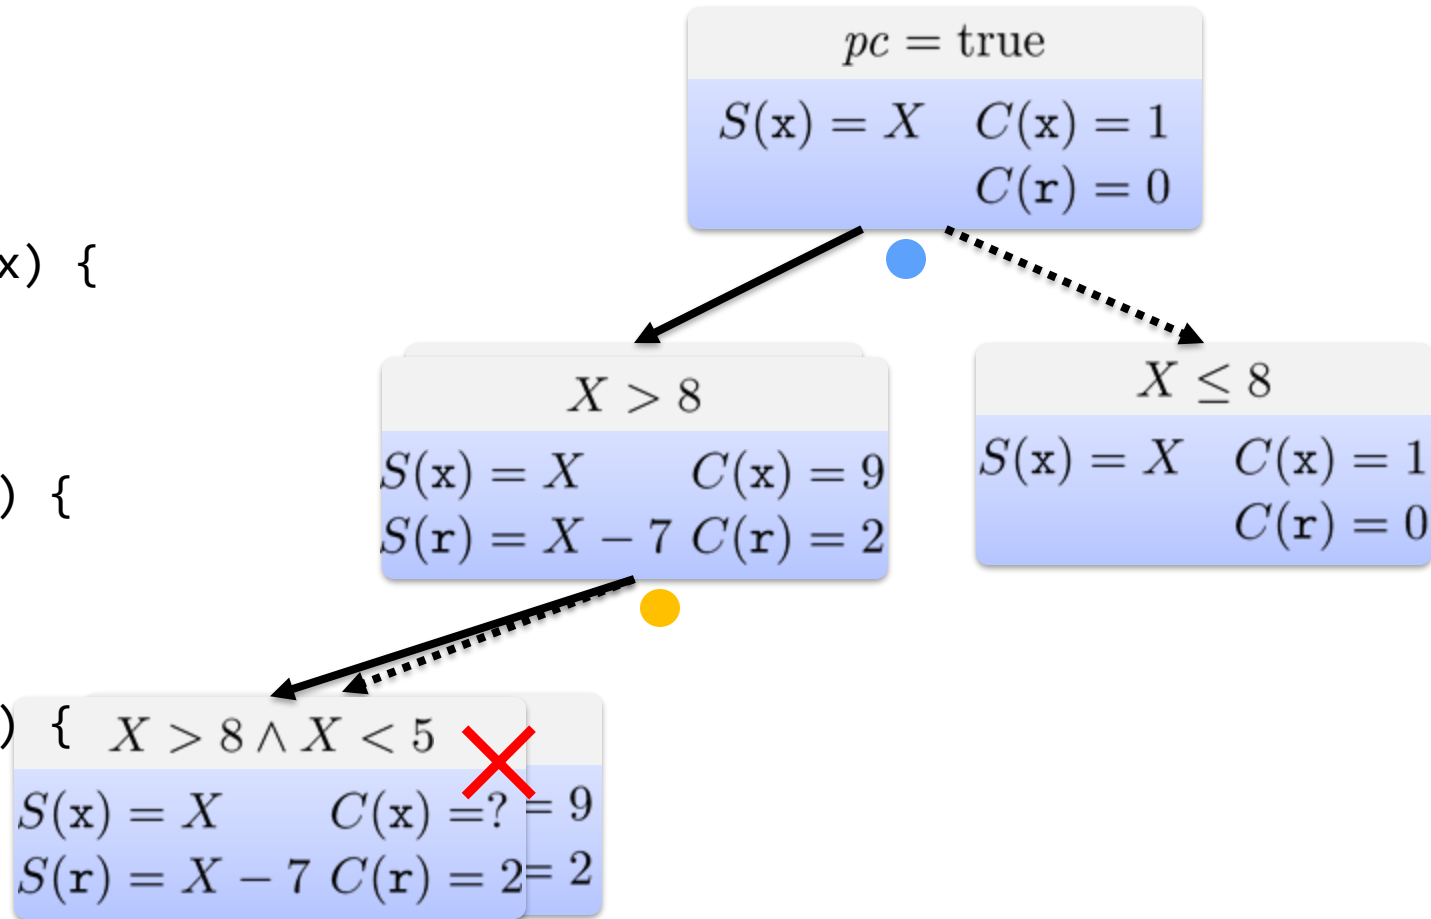 pc = true
S(x) = X C(x) = 1
C(r) = 0
x) {
X > 8
S(x) = X C(x) = 9
S(r) = X − 7 C(r) = 2
X ≤ 8
S(x) = X C(x) = 1
C(r) = 0
) {
) {
X > 8 ∧ X < 5
S(x) = X C(x) =? = 9
S(r) = X − 7 C(r) = 2 = 2